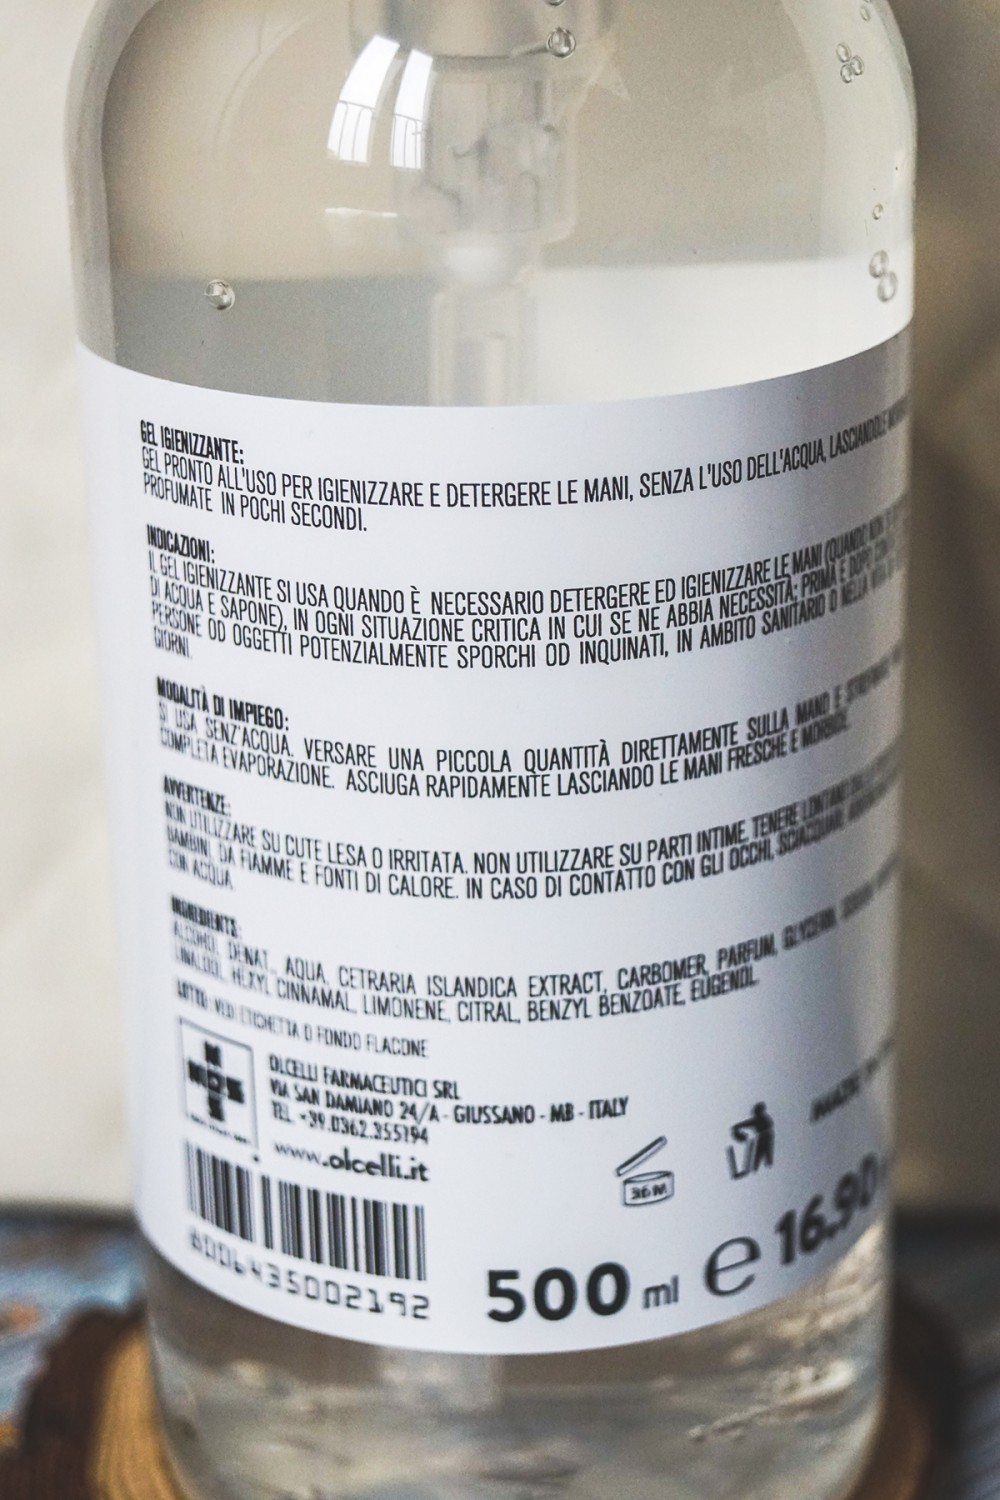 GEL IGIENIZZANTE:
GEL PRONTO ALL'USO PER IGIENIZZARE E DETERGERE LE MANI, SENZA L'USO DELL'ACQUA, LASCIANDOLE
PROFUMATE IN POCHI SECONDI.
INDICAZIONI:
IL GEL IGIENIZZANTE SI USA QUANDO È NECESSARIO DETERGERE ED IGIENIZZARE LE MANI (QUANDO NON SI
DI ACQUA E SAPONE), IN OGNI SITUAZIONE CRITICA IN CUI SE NE ABBIA NECESSITÀ: PRIMA E DOPO
PERSONE OD OGGETTI POTENZIALMENTE SPORCHI OD INQUINATI, IN AMBITO SANITARIO O NELLA VITA DI
GIORNI.
MODALITÀ DI IMPIEGO:
SI USA SENZ'ACQUA. VERSARE UNA PICCOLA QUANTITÀ DIRETTAMENTE SULLA MANO E
COMPLETA EVAPORAZIONE. ASCIUGA RAPIDAMENTE LASCIANDO LE MANI FRESCHE E MORBIDE.
AVVERTENZE:
NON UTILIZZARE SU CUTE LESA O IRRITATA. NON UTILIZZARE SU PARTI INTIME. TENERE LONTANO
BAMBINI, DA FIAMME E FONTI DI CALORE. IN CASO DI CONTATTO CON GLI OCCHI, SCIACQUARE
CON ACQUA.
INGREDIENTS:
ALCOHOL DENAT., AQUA, CETRARIA ISLANDICA EXTRACT, CARBOMER, PARFUM, GLYCERIN,
LINALOOL, HEXYL CINNAMAL, LIMONENE, CITRAL, BENZYL BENZOATE, EUGENOL.
LOTTO: VEDI ETICHETTA O FONDO FLACONE
OLCELLI FARMACEUTICI SRL
VIA SAN DAMIANO 24/A - GIUSSANO - MB - ITALY
TEL +39.0362.355194
www.olcelli.it
36M
8006435002192
500 ml e 16.90